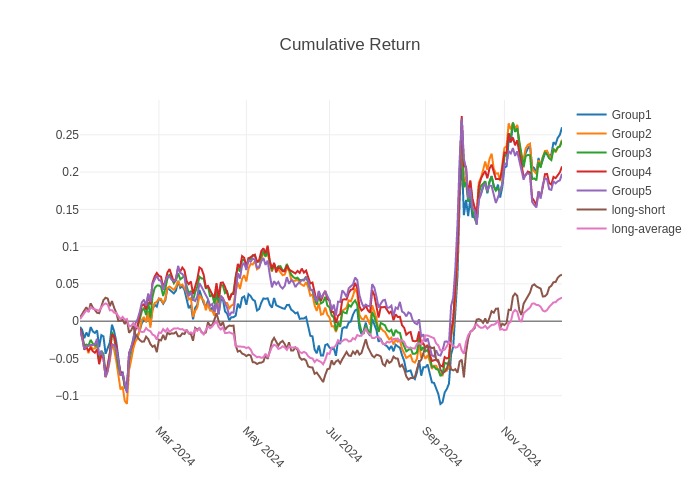 Cumulative Return
0.25
0.2
0.15
0.1
0.05
0
−0.05
−0.1
Mar 2024
May 2024
Jul 2024
Sep 2024
Nov 2024
Group1
Group2
Group3
Group4
Group5
long-short
long-average